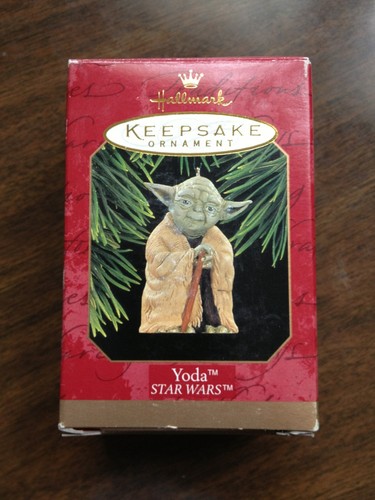 Hallmark
KEEPSAKE
ORNAMENT
Yoda™
STAR WARS™